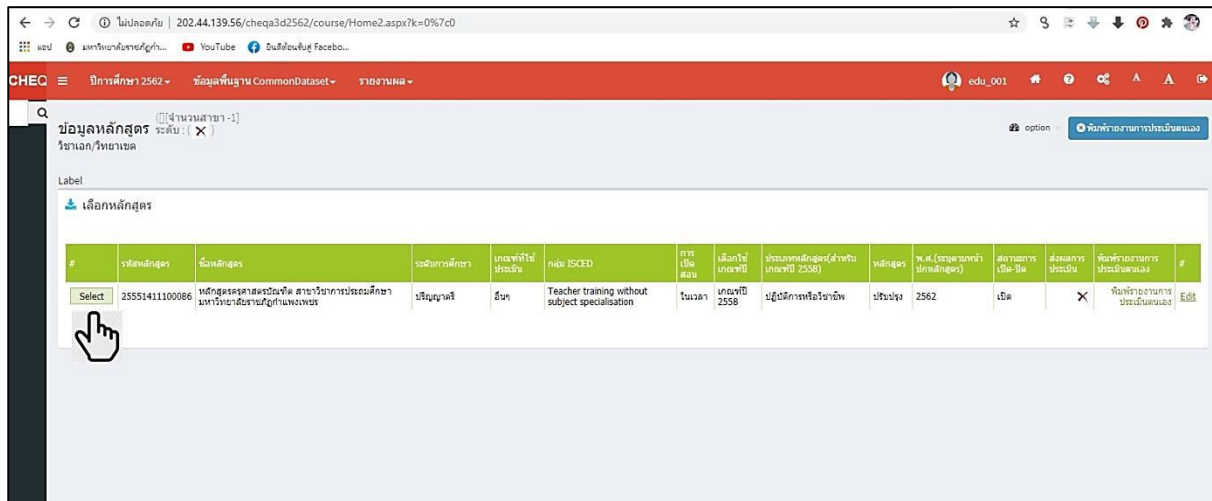 ไม่ปลอดภัย | 202.44.139.56/cheqa3d2562/course/Home2.aspx?k=0%7c0
แอป มหาวิทยาลัยราชภัฏกำ... YouTube ยินดีต้อนรับสู่ Facebo...
CHEQ ปีการศึกษา 2562 ข้อมูลพื้นฐาน CommonDataset รายงานผล edu_001 A A
ข้อมูลหลักสูตร ([][จำนวนสาขา -1]
ระดับ : ( )
วิชาเอก/วิทยาเขต
option > พิมพ์รายงานการประเมินตนเอง
Label
เลือกหลักสูตร
# รหัสหลักสูตร ชื่อหลักสูตร ระดับการศึกษา เกณฑ์ที่ใช้ประเมิน กลุ่ม ISCED การเปิดสอน เลือกใช้เกณฑ์ปี ประเภทหลักสูตร(สำหรับเกณฑ์ปี 2558) หลักสูตร พ.ศ.(ระบุตามหน้าปกหลักสูตร) สถานะการเปิด-ปิด ส่งผลการประเมิน พิมพ์รายงานการประเมินตนเอง #
Select 25551411100086 หลักสูตรครุศาสตรบัณฑิต สาขาวิชาการประถมศึกษา มหาวิทยาลัยราชภัฏกำแพงเพชร ปริญญาตรี อื่นๆ Teacher training without subject specialisation ในเวลา เกณฑ์ปี 2558 ปฏิบัติการหรือวิชาชีพ ปรับปรุง 2562 เปิด พิมพ์รายงานการประเมินตนเอง Edit